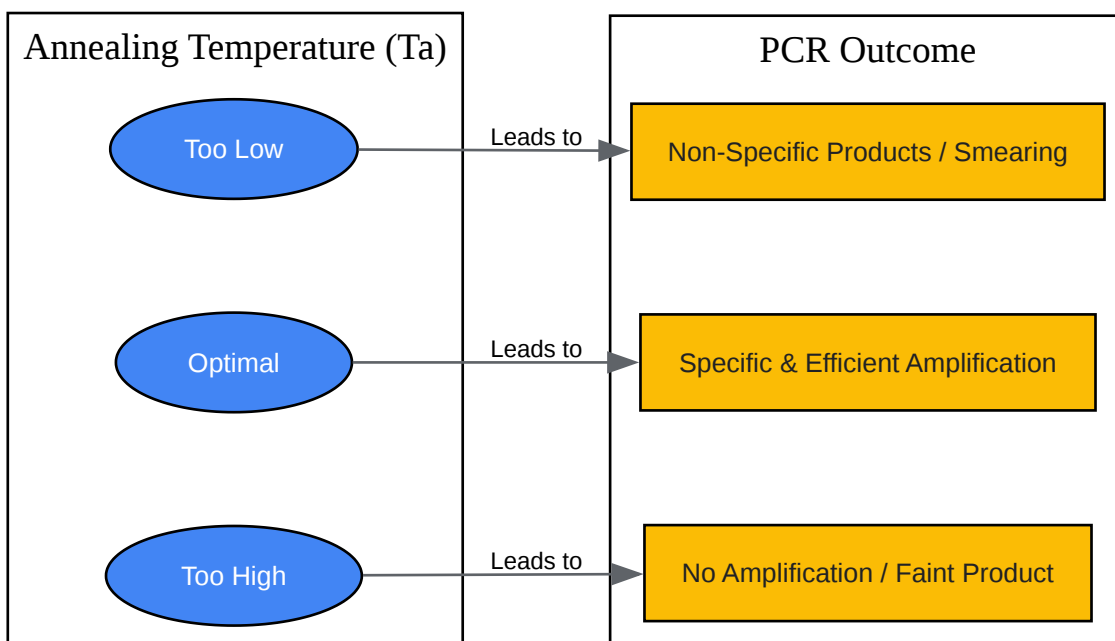 Annealing Temperature (Ta)
PCR Outcome
Too Low
Leads to
Non-Specific Products / Smearing
Optimal
Leads to
Specific & Efficient Amplification
Too High
Leads to
No Amplification / Faint Product